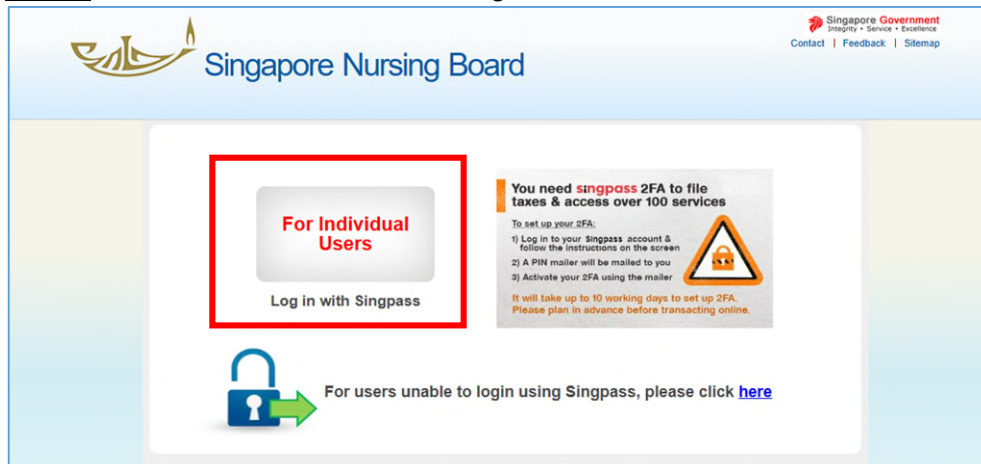 Singapore Government
Integrity • Service • Excellence
Contact | Feedback | Sitemap
Singapore Nursing Board
For Individual
Users
Log in with Singpass
You need singpass 2FA to file
taxes & access over 100 services
To set up your 2FA:
1) Log in to your Singpass account &
follow the instructions on the screen
2) A PIN mailer will be mailed to you
3) Activate your 2FA using the mailer
It will take up to 10 working days to set up 2FA.
Please plan in advance before transacting online.
For users unable to login using Singpass, please click here